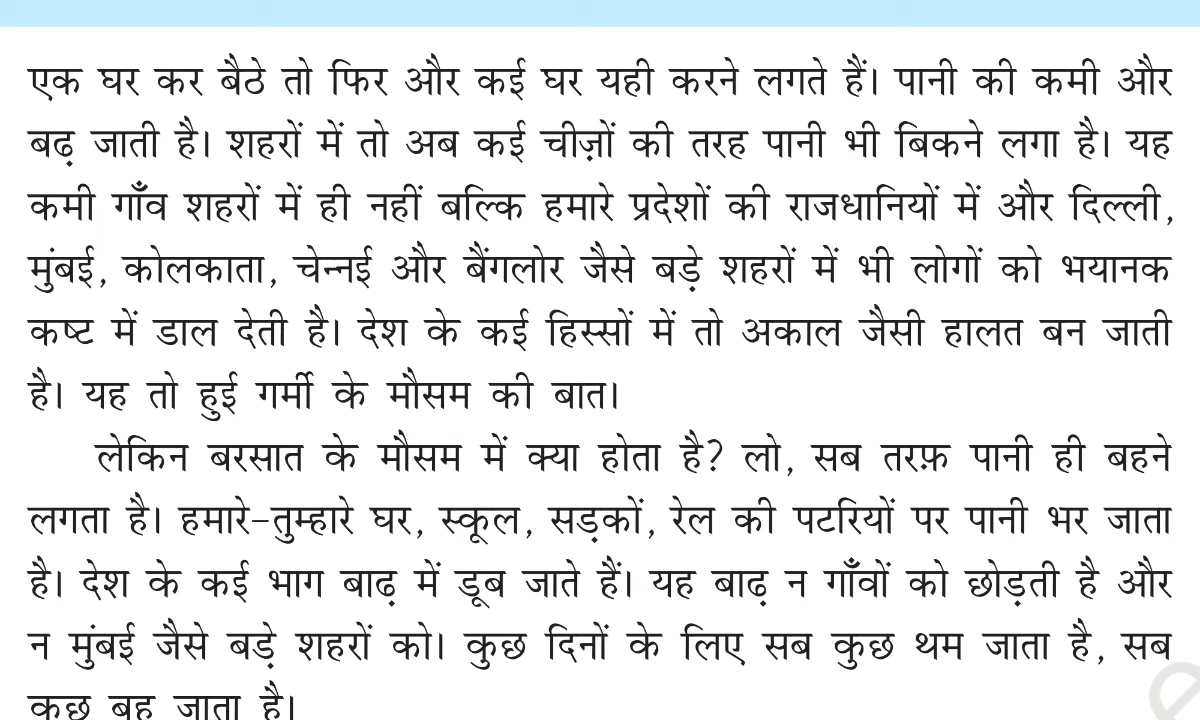 एक घर कर बैठे तो फिर और कई घर यही करने लगते हैं। पानी की कमी और
बढ़ जाती है। शहरों में तो अब कई चीज़ों की तरह पानी भी बिकने लगा है। यह
कमी गाँव शहरों में ही नहीं बल्कि हमारे प्रदेशों की राजधानियों में और दिल्ली,
मुंबई, कोलकाता, चेन्नई और बैंगलोर जैसे बड़े शहरों में भी लोगों को भयानक
कष्ट में डाल देती है। देश के कई हिस्सों में तो अकाल जैसी हालत बन जाती
है। यह तो हुई गर्मी के मौसम की बात।
लेकिन बरसात के मौसम में क्या होता है? लो, सब तरफ़ पानी ही बहने
लगता है। हमारे-तुम्हारे घर, स्कूल, सड़कों, रेल की पटरियों पर पानी भर जाता
है। देश के कई भाग बाढ़ में डूब जाते हैं। यह बाढ़ न गाँवों को छोड़ती है और
न मुंबई जैसे बड़े शहरों को। कुछ दिनों के लिए सब कुछ थम जाता है, सब
कुछ बह जाता है।